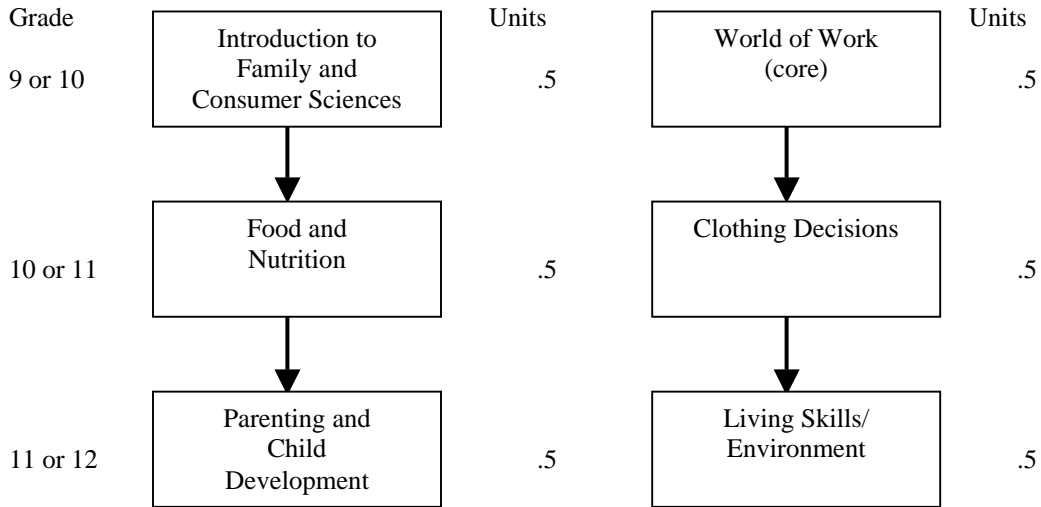 Grade Units Units
Introduction to
Family and
Consumer Sciences
World of Work
(core)
9 or 10 .5 .5
Food and
Nutrition
Clothing Decisions
10 or 11 .5 .5
Parenting and
Child
Development
Living Skills/
Environment
11 or 12 .5 .5